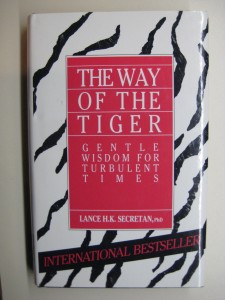 THE WAY
OF THE
TIGER
GENTLE
WISDOM FOR
TURBULENT
TIMES
LANCE H.K. SECRETAN, PhD
INTERNATIONAL BESTSELLER